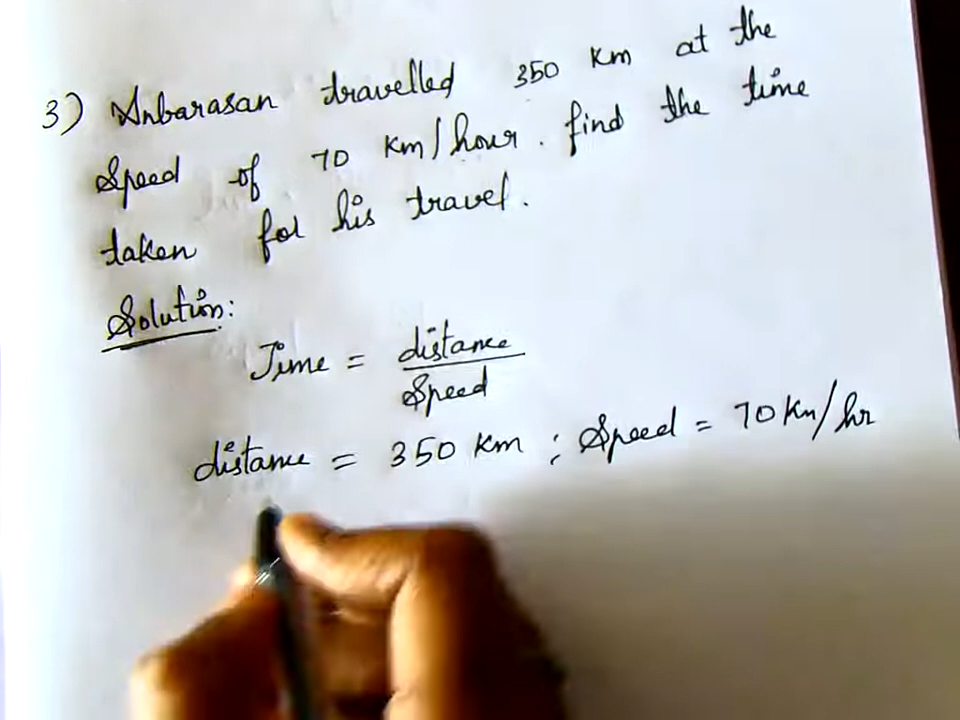 3) Anbarasan travelled 350 km at the
Speed of 70 km/hour. find the time
taken for his travel.
Solution:
Time = distance / Speed
distance = 350 km ; Speed = 70 km/hr